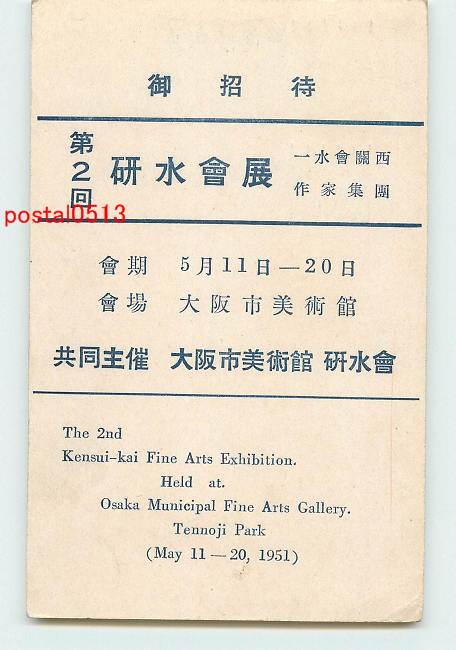 御招待
第2回
研水會展
一水會關西
作家集團
postal0513
會期 5月11日―20日
會場 大阪市美術館
共同主催 大阪市美術館 研水會
The 2nd
Kensui-kai Fine Arts Exhibition.
Held at.
Osaka Municipal Fine Arts Gallery.
Tennoji Park
(May 11—20, 1951)